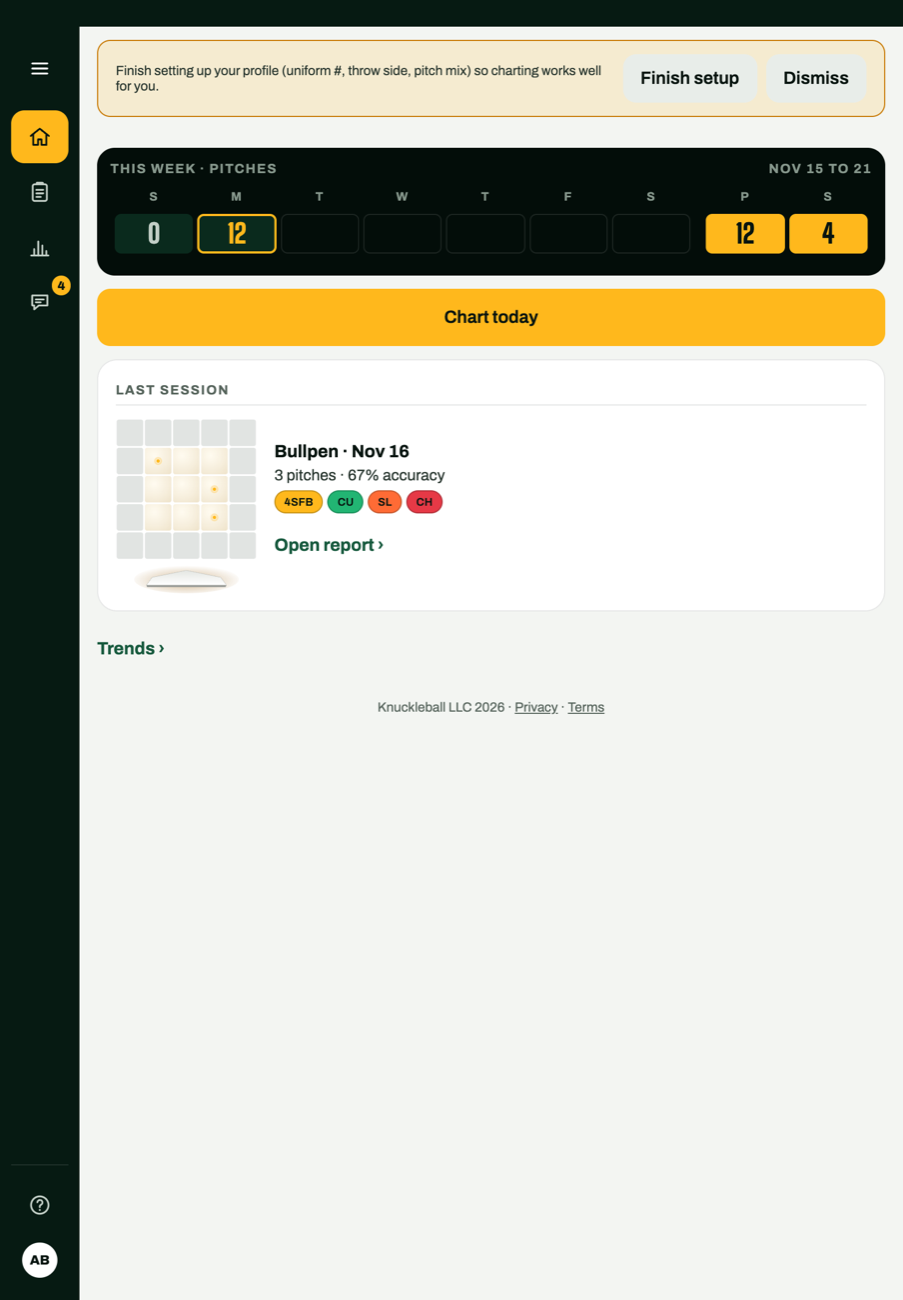 Finish setting up your profile (uniform #, throw side, pitch mix) so charting works well
for you.
Finish setup
Dismiss
THIS WEEK · PITCHES
NOV 15 TO 21
S M T W T F S P S
0 12 12 4
4
Chart today
LAST SESSION
Bullpen · Nov 16
3 pitches · 67% accuracy
4SFB CU SL CH
Open report ›
Trends ›
Knuckleball LLC 2026 · Privacy · Terms
AB